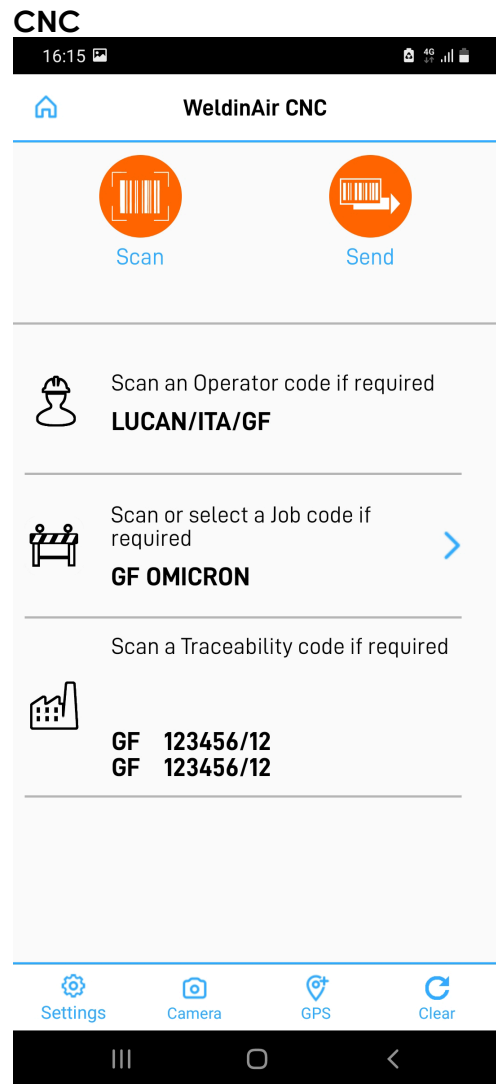 CNC
16:15 4G
WeldinAir CNC
Scan Send
Scan an Operator code if required
LUCAN/ITA/GF
Scan or select a Job code if
required
GF OMICRON
Scan a Traceability code if required
GF 123456/12
GF 123456/12
Settings Camera GPS Clear